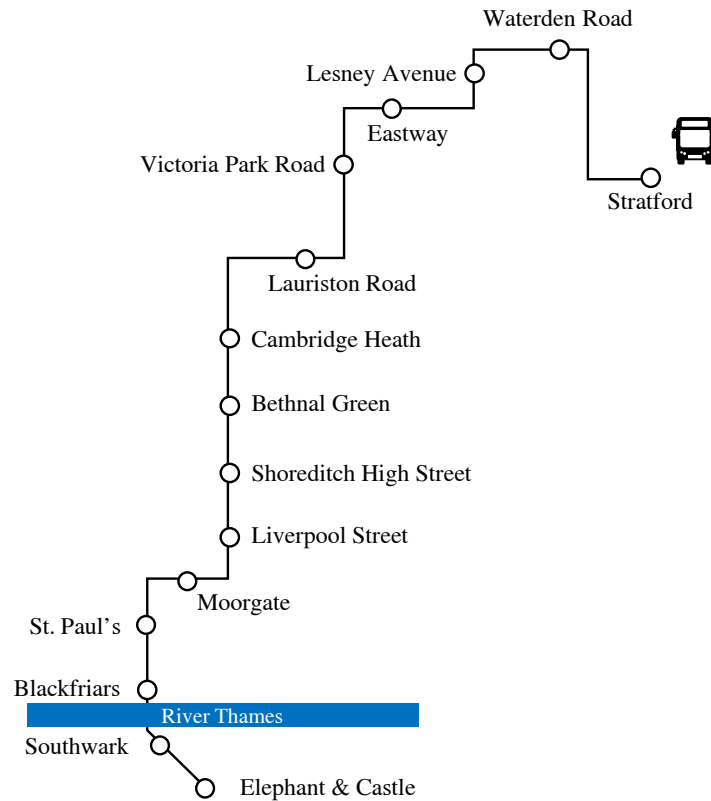 Waterden Road
Lesney Avenue
Eastway
Victoria Park Road
Stratford
Lauriston Road
Cambridge Heath
Bethnal Green
Shoreditch High Street
Liverpool Street
Moorgate
St. Paul's
Blackfriars
River Thames
Southwark
Elephant & Castle